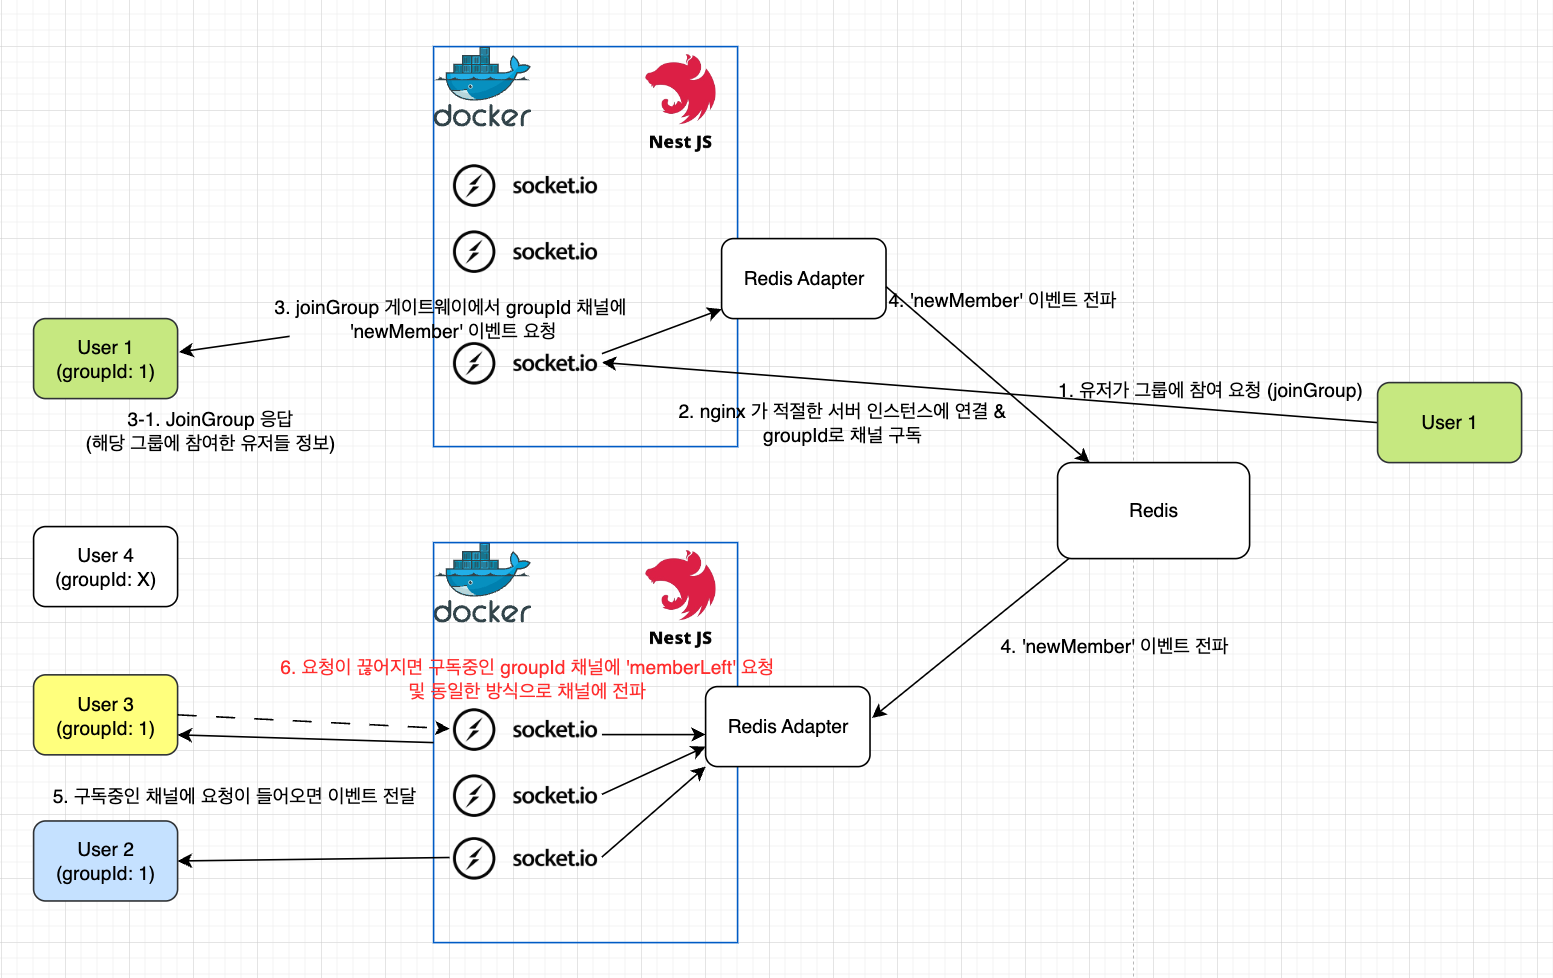 docker
Nest JS
socket.io
socket.io
Redis Adapter
3. joinGroup 게이트웨이에서 groupId 채널에
'newMember' 이벤트 요청
4. 'newMember' 이벤트 전파
User 1
(groupId: 1)
socket.io
3-1. JoinGroup 응답
(해당 그룹에 참여한 유저들 정보)
2. nginx 가 적절한 서버 인스턴스에 연결 &
groupId로 채널 구독
1. 유저가 그룹에 참여 요청 (joinGroup)
User 1
Redis
User 4
(groupId: X)
docker
Nest JS
4. 'newMember' 이벤트 전파
6. 요청이 끊어지면 구독중인 groupId 채널에 'memberLeft' 요청
및 동일한 방식으로 채널에 전파
User 3
(groupId: 1)
socket.io
Redis Adapter
5. 구독중인 채널에 요청이 들어오면 이벤트 전달
socket.io
User 2
(groupId: 1)
socket.io